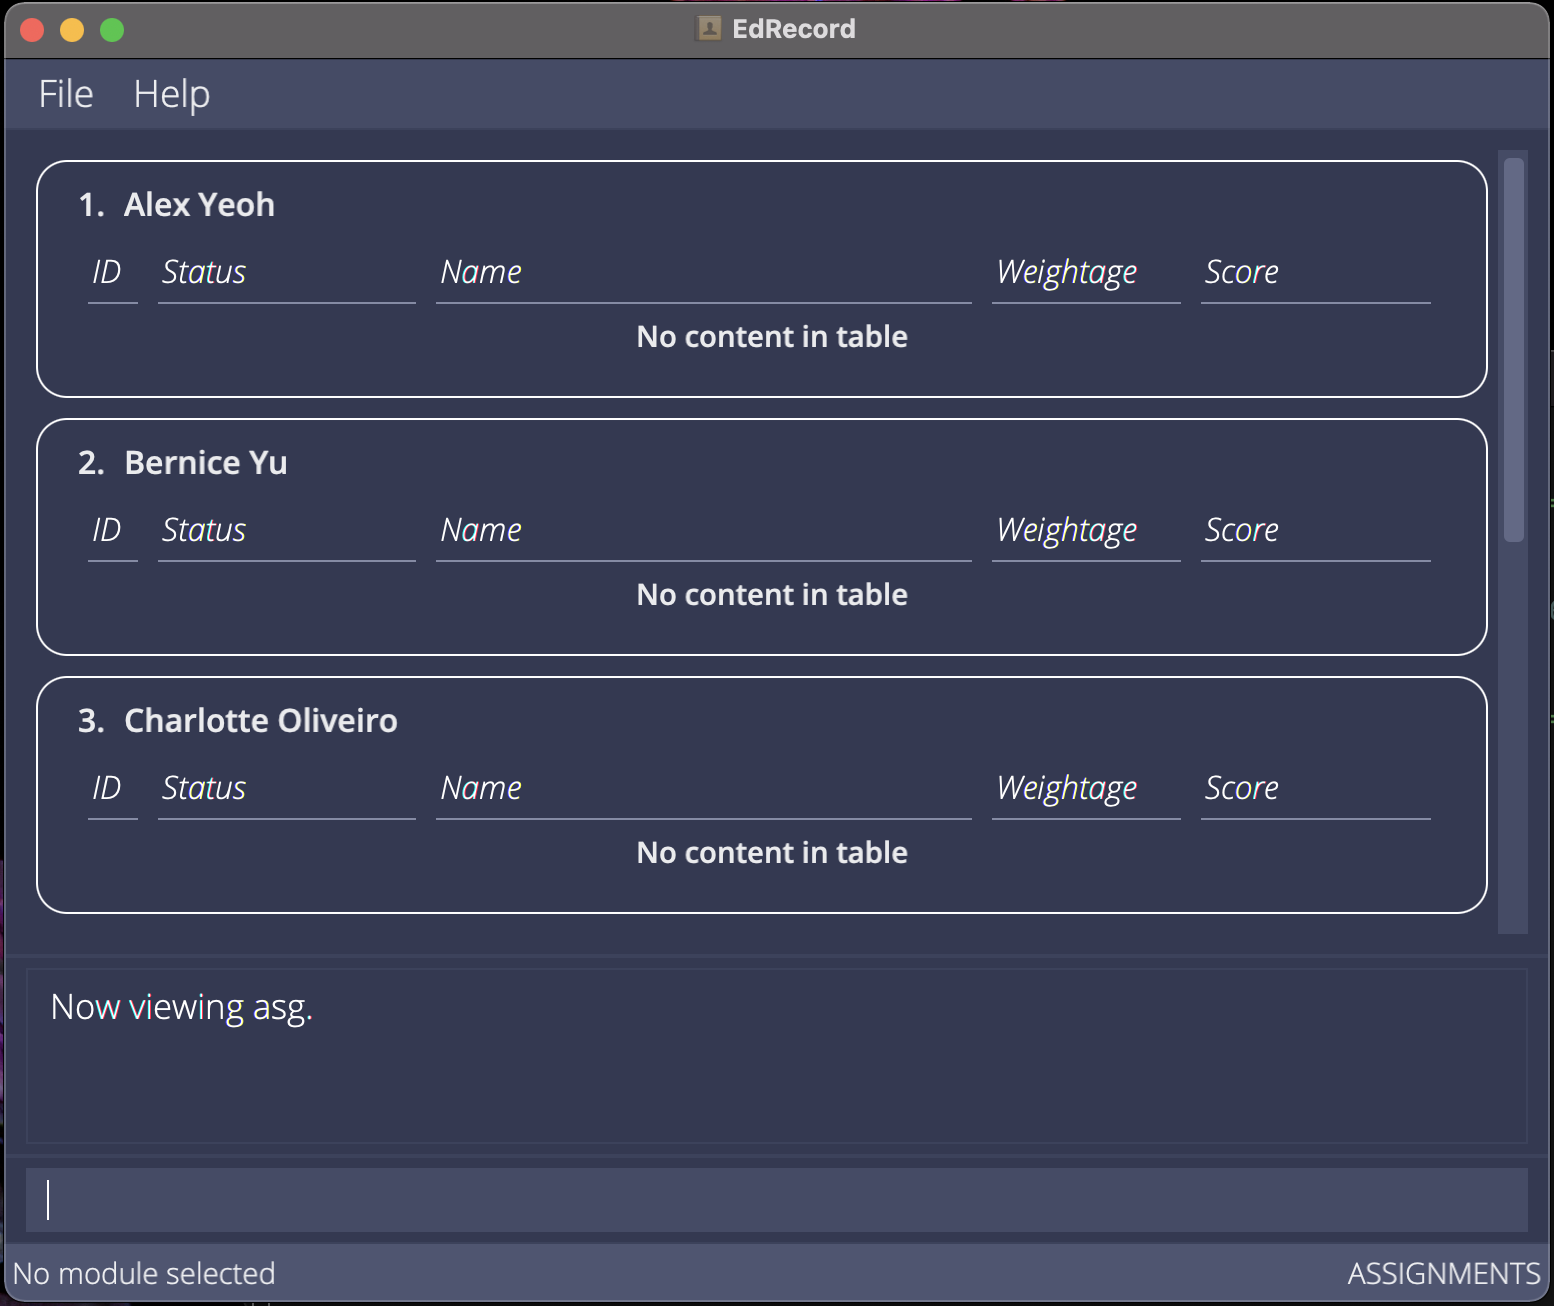 EdRecord
File Help
1. Alex Yeoh
ID Status Name Weightage Score
No content in table
2. Bernice Yu
ID Status Name Weightage Score
No content in table
3. Charlotte Oliveiro
ID Status Name Weightage Score
No content in table
Now viewing asg.
No module selected ASSIGNMENTS